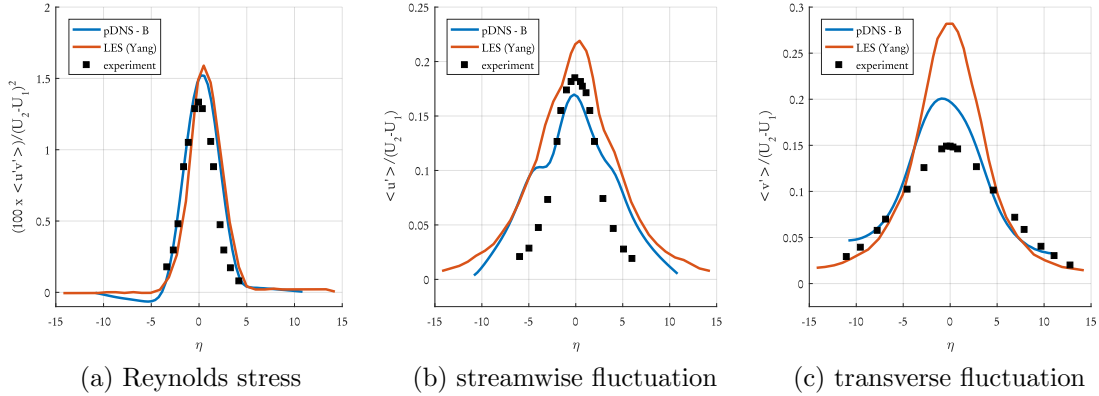 pDNS - B
LES (Yang)
experiment
(100 x <u'v'>)/(U₂-U₁)²
1.5
1
0.5
0
-15 -10 -5 0 5 10 15
η
(a) Reynolds stress
pDNS - B
LES (Yang)
experiment
<u'>/(U₂-U₁)
0.25
0.2
0.15
0.1
0.05
0
-15 -10 -5 0 5 10 15
η
(b) streamwise fluctuation
pDNS - B
LES (Yang)
experiment
<v'>/(U₂-U₁)
0.3
0.25
0.2
0.15
0.1
0.05
0
-15 -10 -5 0 5 10 15
η
(c) transverse fluctuation